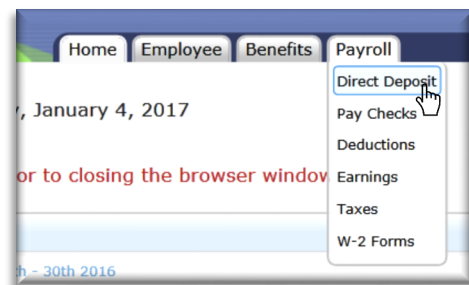 Home Employee Benefits Payroll
Direct Deposit
, January 4, 2017
Pay Checks
Deductions
or to closing the browser window
Earnings
Taxes
W-2 Forms
- 30th 2016